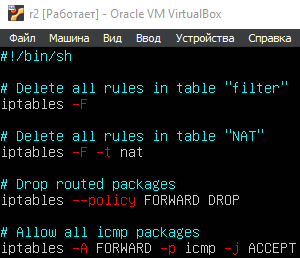 r2 [Работает] - Oracle VM VirtualBox
Файл Машина Вид Ввод Устройства Справка
#!/bin/sh
# Delete all rules in table "filter"
iptables -F
# Delete all rules in table "NAT"
iptables -F -t nat
# Drop routed packages
iptables --policy FORWARD DROP
# Allow all icmp packages
iptables -A FORWARD -p icmp -j ACCEPT